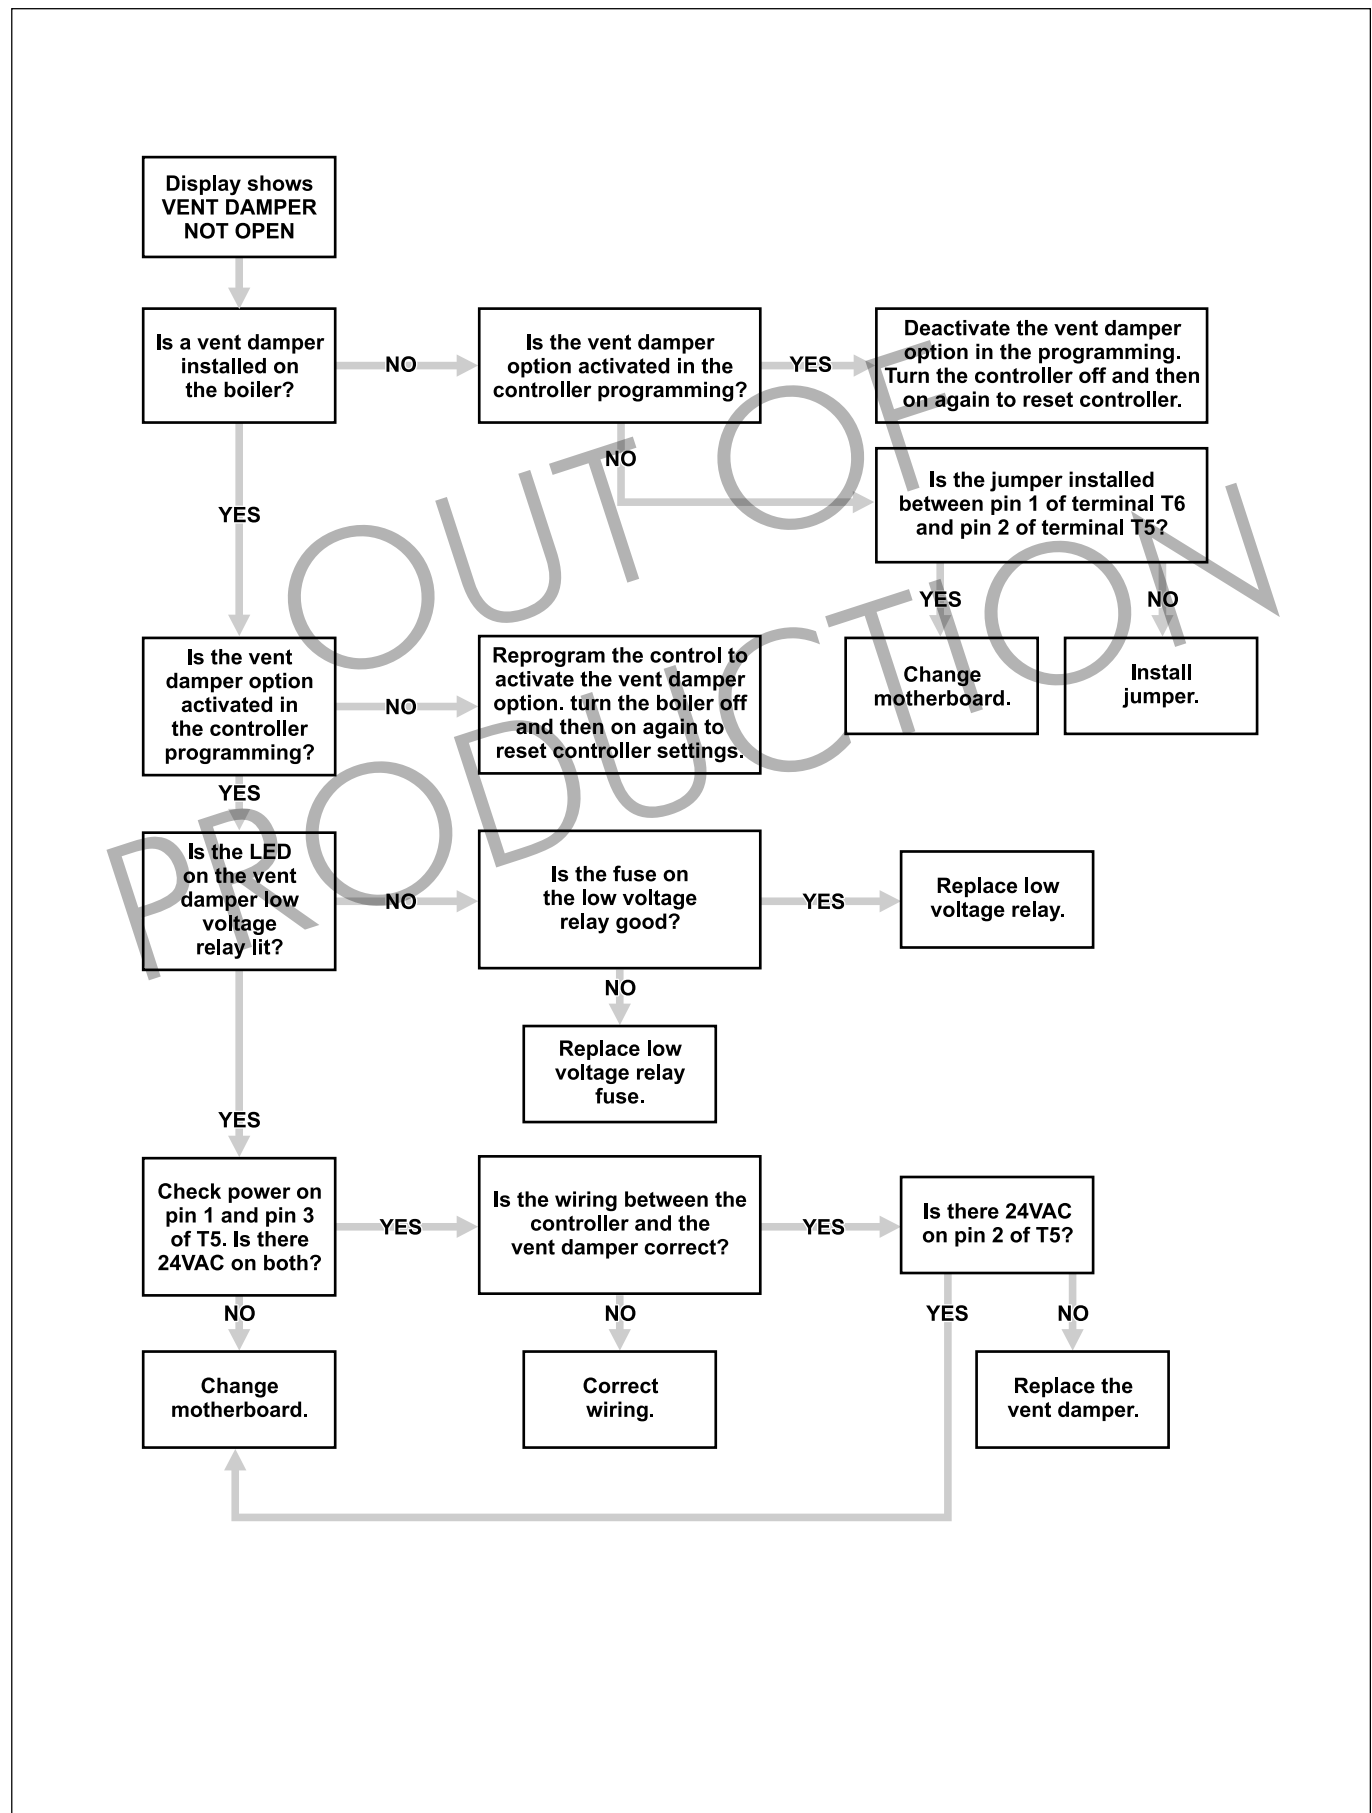 Display shows
VENT DAMPER
NOT OPEN
Is a vent damper
installed on
the boiler?
NO
Is the vent damper
option activated in the
controller programming?
YES
Deactivate the vent damper
option in the programming.
Turn the controller off and then
on again to reset controller.
NO
Is the jumper installed
between pin 1 of terminal T6
and pin 2 of terminal T5?
YES
YES
NO
Change
motherboard.
Install
jumper.
Is the vent
damper option
activated in
the controller
programming?
NO
Reprogram the control to
activate the vent damper
option. turn the boiler off
and then on again to
reset controller settings.
YES
Is the LED
on the vent
damper low
voltage
relay lit?
NO
Is the fuse on
the low voltage
relay good?
YES
Replace low
voltage relay.
NO
Replace low
voltage relay
fuse.
YES
Check power on
pin 1 and pin 3
of T5. Is there
24VAC on both?
YES
Is the wiring between the
controller and the
vent damper correct?
YES
Is there 24VAC
on pin 2 of T5?
NO
NO
YES
NO
Change
motherboard.
Correct
wiring.
Replace the
vent damper.
OUT OF
PRODUCTION